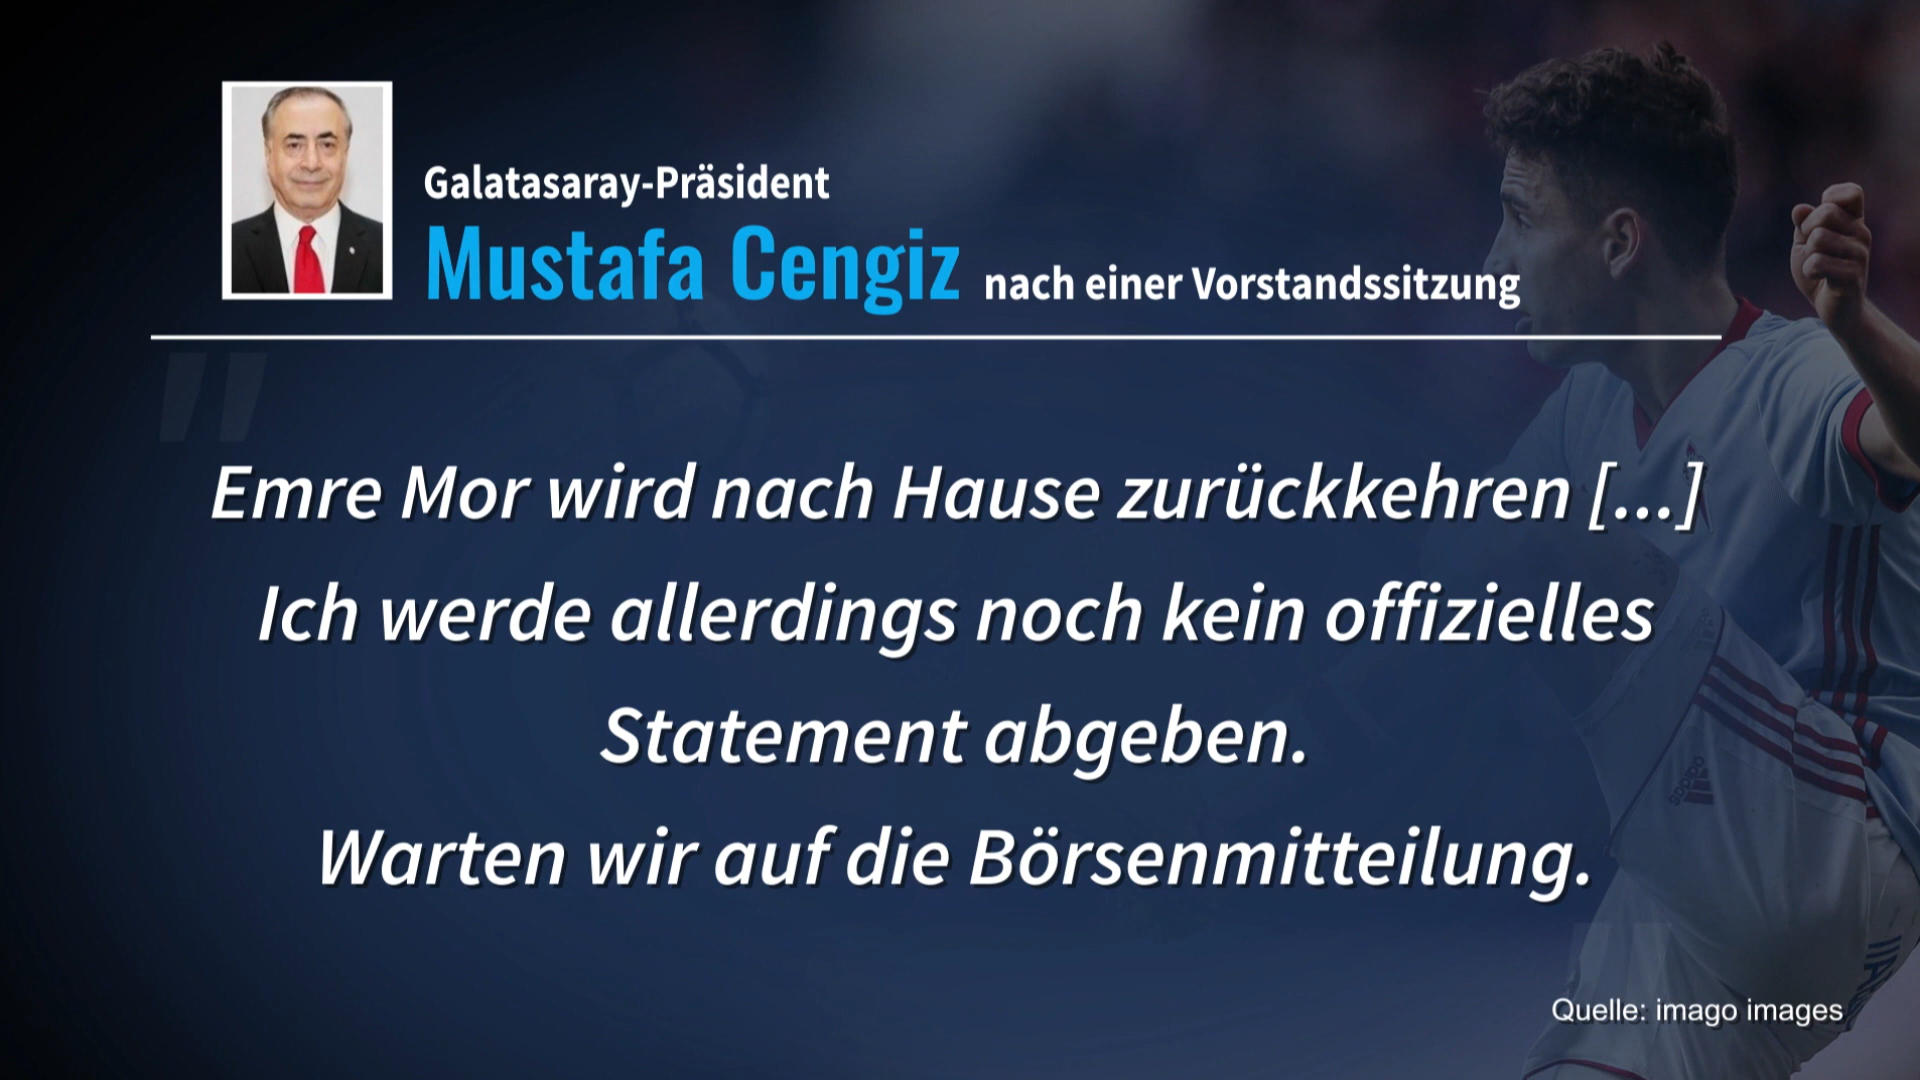 Galatasaray-Präsident
Mustafa Cengiz nach einer Vorstandssitzung
"
Emre Mor wird nach Hause zurückkehren [...]
Ich werde allerdings noch kein offizielles
Statement abgeben.
Warten wir auf die Börsenmitteilung.
adidas
Quelle: imago images